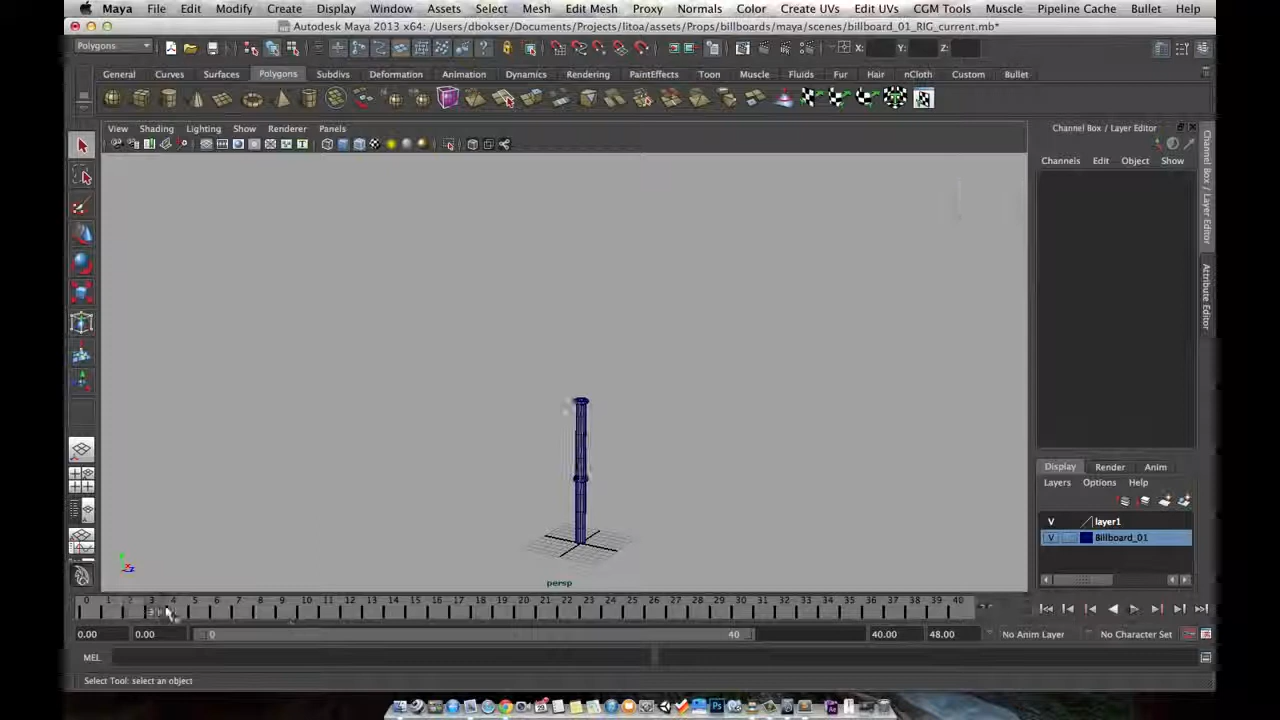 Maya File Edit Modify Create Display Window Assets Select Mesh Edit Mesh Proxy Normals Color Create UVs Edit UVs CGM Tools Muscle Pipeline Cache Bullet Help
Autodesk Maya 2013 x64: /Users/dbokser/Documents/Projects/litoa/assets/Props/billboards/maya/scenes/billboard_01_RIG_current.mb*
Polygons X: Y: Z:
General Curves Surfaces Polygons Subdivs Deformation Animation Dynamics Rendering PaintEffects Toon Muscle Fluids Fur Hair nCloth Custom Bullet
View Shading Lighting Show Renderer Panels
Channel Box / Layer Editor
Channels Edit Object Show
Channel Box / Layer Editor
Attribute Editor
Display Render Anim
Layers Options Help
V layer1
V Billboard_01
persp
0 1 2 3 4 5 6 7 8 9 10 11 12 13 14 15 16 17 18 19 20 21 22 23 24 25 26 27 28 29 30 31 32 33 34 35 36 37 38 39 40
0.00 0.00 0 40 40.00 48.00 No Anim Layer No Character Set
MEL
Select Tool: select an object